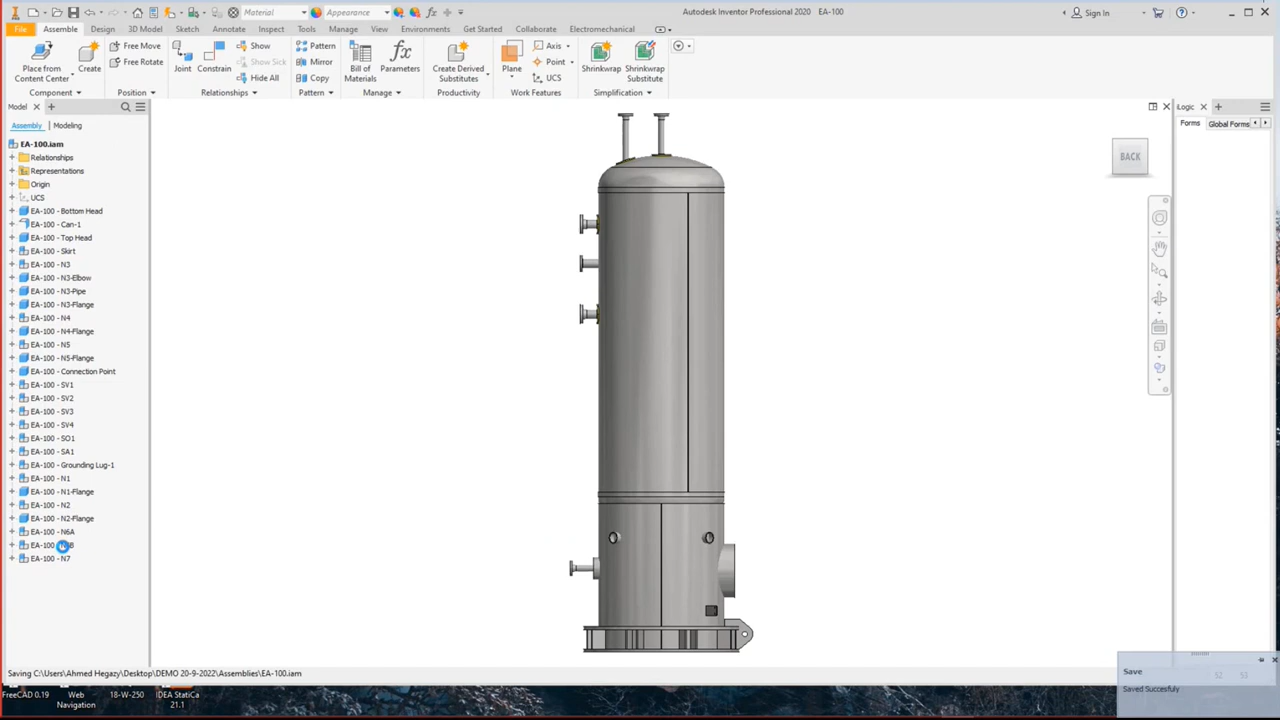 Material
Appearance
Autodesk Inventor Professional 2020 EA-100
Sign In
File Assemble Design 3D Model Sketch Annotate Inspect Tools Manage View Environments Get Started Collaborate Electromechanical
Place from
Content Center
Create
Free Move
Free Rotate
Joint
Constrain
Show
Show Sick
Hide All
Pattern
Mirror
Copy
Bill of
Materials
Parameters
Create Derived
Substitutes
Plane
Axis
Point
UCS
Shrinkwrap
Shrinkwrap
Substitute
Component Position Relationships Pattern Manage Productivity Work Features Simplification
Model
Assembly Modeling
EA-100.iam
Relationships
Representations
Origin
UCS
EA-100 - Bottom Head
EA-100 - Can-1
EA-100 - Top Head
EA-100 - Skirt
EA-100 - N3
EA-100 - N3-Elbow
EA-100 - N3-Pipe
EA-100 - N3-Flange
EA-100 - N4
EA-100 - N4-Flange
EA-100 - N5
EA-100 - N5-Flange
EA-100 - Connection Point
EA-100 - SV1
EA-100 - SV2
EA-100 - SV3
EA-100 - SV4
EA-100 - SO1
EA-100 - SA1
EA-100 - Grounding Lug-1
EA-100 - N1
EA-100 - N1-Flange
EA-100 - N2
EA-100 - N2-Flange
EA-100 - N6A
EA-100
EA-100 - N7
BACK
iLogic
Forms Global Forms
Saving C:\Users\Ahmed Hegazy\Desktop\DEMO 20-9-2022\Assemblies\EA-100.iam
Save
52 53
Saved Succesfuly
FreeCAD 0.19
Web
Navigation
18-W-250
IDEA StatiCa
21.1